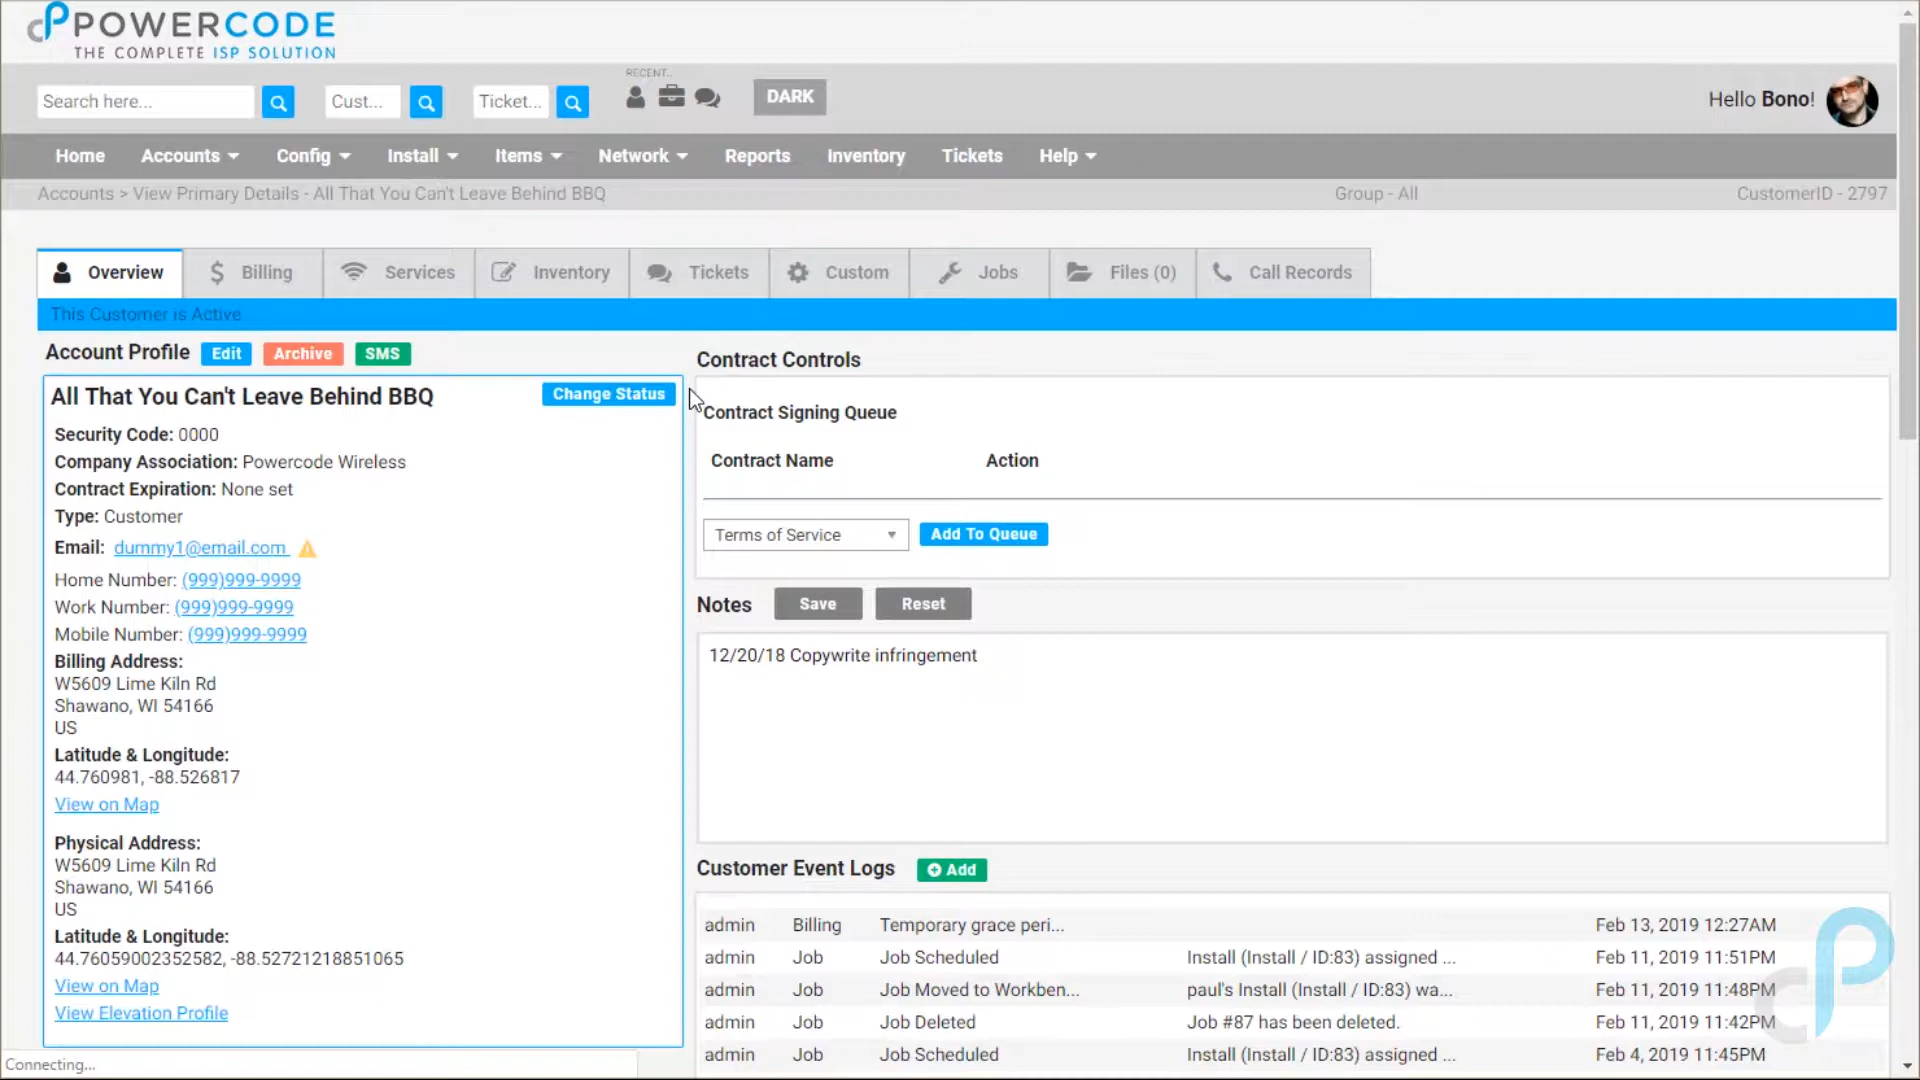 POWERCODE
THE COMPLETE ISP SOLUTION
Search here...
Cust...
Ticket...
RECENT...
DARK
Hello Bono!
Home
Accounts
Config
Install
Items
Network
Reports
Inventory
Tickets
Help
Accounts > View Primary Details - All That You Can't Leave Behind BBQ
Group - All
CustomerID - 2797
Overview
Billing
Services
Inventory
Tickets
Custom
Jobs
Files (0)
Call Records
This Customer is Active
Account Profile
Edit
Archive
SMS
All That You Can't Leave Behind BBQ
Change Status
Security Code: 0000
Company Association: Powercode Wireless
Contract Expiration: None set
Type: Customer
Email: dummy1@email.com
Home Number: (999)999-9999
Work Number: (999)999-9999
Mobile Number: (999)999-9999
Billing Address:
W5609 Lime Kiln Rd
Shawano, WI 54166
US
Latitude & Longitude:
44.760981, -88.526817
View on Map
Physical Address:
W5609 Lime Kiln Rd
Shawano, WI 54166
US
Latitude & Longitude:
44.76059002352582, -88.52721218851065
View on Map
View Elevation Profile
Connecting...
Contract Controls
Contract Signing Queue
Contract Name Action
Terms of Service
Add To Queue
Notes
Save
Reset
12/20/18 Copywrite infringement
Customer Event Logs
Add
admin Billing Temporary grace peri... Feb 13, 2019 12:27AM
admin Job Job Scheduled Install (Install / ID:83) assigned ... Feb 11, 2019 11:51PM
admin Job Job Moved to Workben... paul's Install (Install / ID:83) wa... Feb 11, 2019 11:48PM
admin Job Job Deleted Job #87 has been deleted. Feb 11, 2019 11:42PM
admin Job Job Scheduled Install (Install / ID:83) assigned ... Feb 4, 2019 11:45PM